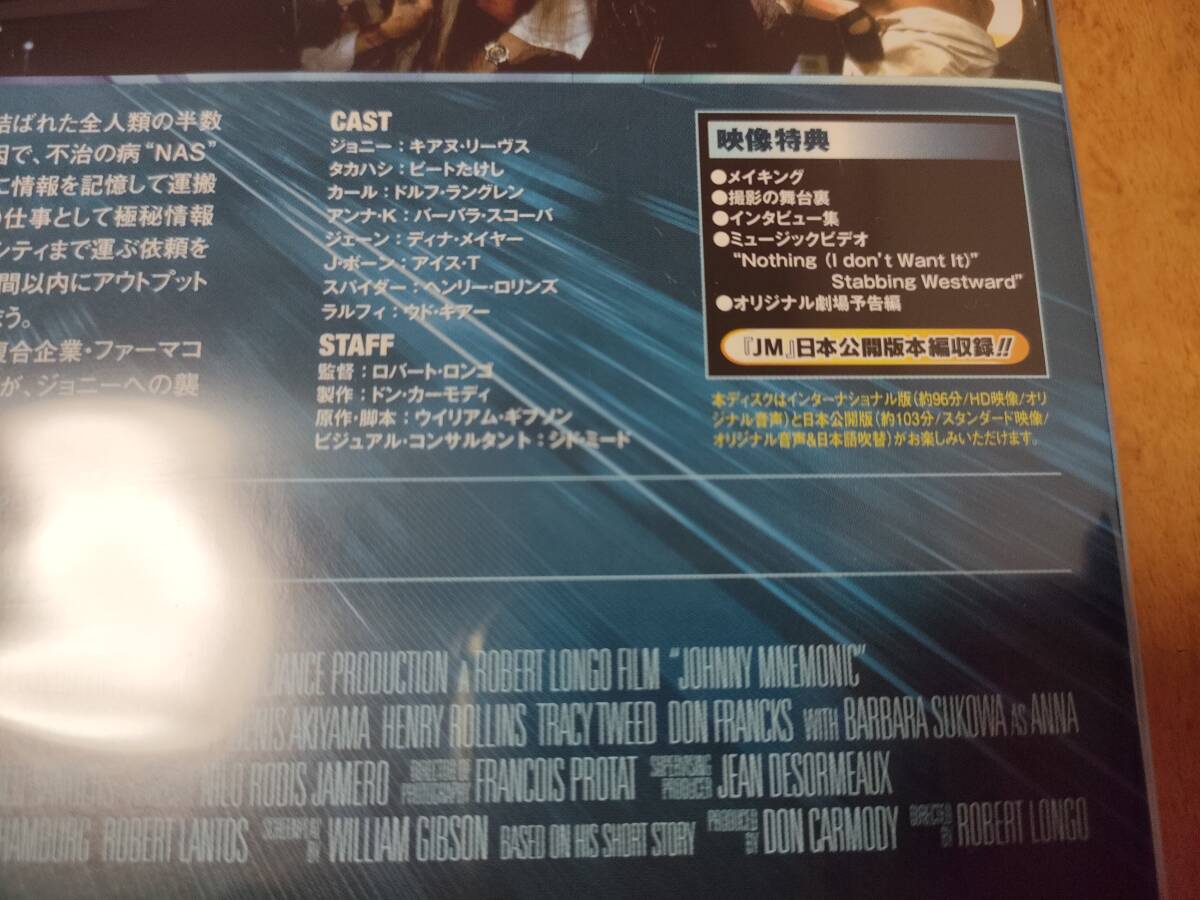 結ばれた全人類の半数
因で、不治の病“NAS”
に情報を記憶して運搬
仕事として極秘情報
ンティまで運ぶ依頼を
間以内にアウトプット
う。
複合企業・ファーマコ
が、ジョニーへの襲
CAST
ジョニー：キアヌ・リーヴス
タカハシ：ビートたけし
カール：ドルフ・ラングレン
アンナ・K：バーバラ・スコーバ
ジェーン：ディナ・メイヤー
J・ボーン：アイス・T
スパイダー：ヘンリー・ロリンズ
ラルフィ：ウド・キアー
STAFF
監督：ロバート・ロンゴ
製作：ドン・カーモディ
原作・脚本：ウイリアム・ギブソン
ビジュアル・コンサルタント：シド・ミード
映像特典
●メイキング
●撮影の舞台裏
●インタビュー集
●ミュージックビデオ
“Nothing (I don't Want It)”
Stabbing Westward”
●オリジナル劇場予告編
『JM』日本公開版本編収録!!
本ディスクはインターナショナル版(約96分/HD映像/オリ
ジナル音声)と日本公開版(約103分/スタンダード映像/
オリジナル音声&日本語吹替)がお楽しみいただけます。
LIANCE PRODUCTION A ROBERT LONGO FILM “JOHNNY MNEMONIC”
DENIS AKIYAMA HENRY ROLLINS TRACY TWEED DON FRANCKS WITH BARBARA SUKOWA AS ANNA
NILO RODIS JAMERO DIRECTOR OF PHOTOGRAPHY FRANCOIS PROTAT SUPERVISING PRODUCER JEAN DESORMEAUX
HAMBURG ROBERT LANTOS SCREENPLAY BY WILLIAM GIBSON BASED ON HIS SHORT STORY PRODUCED BY DON CARMODY DIRECTED BY ROBERT LONGO